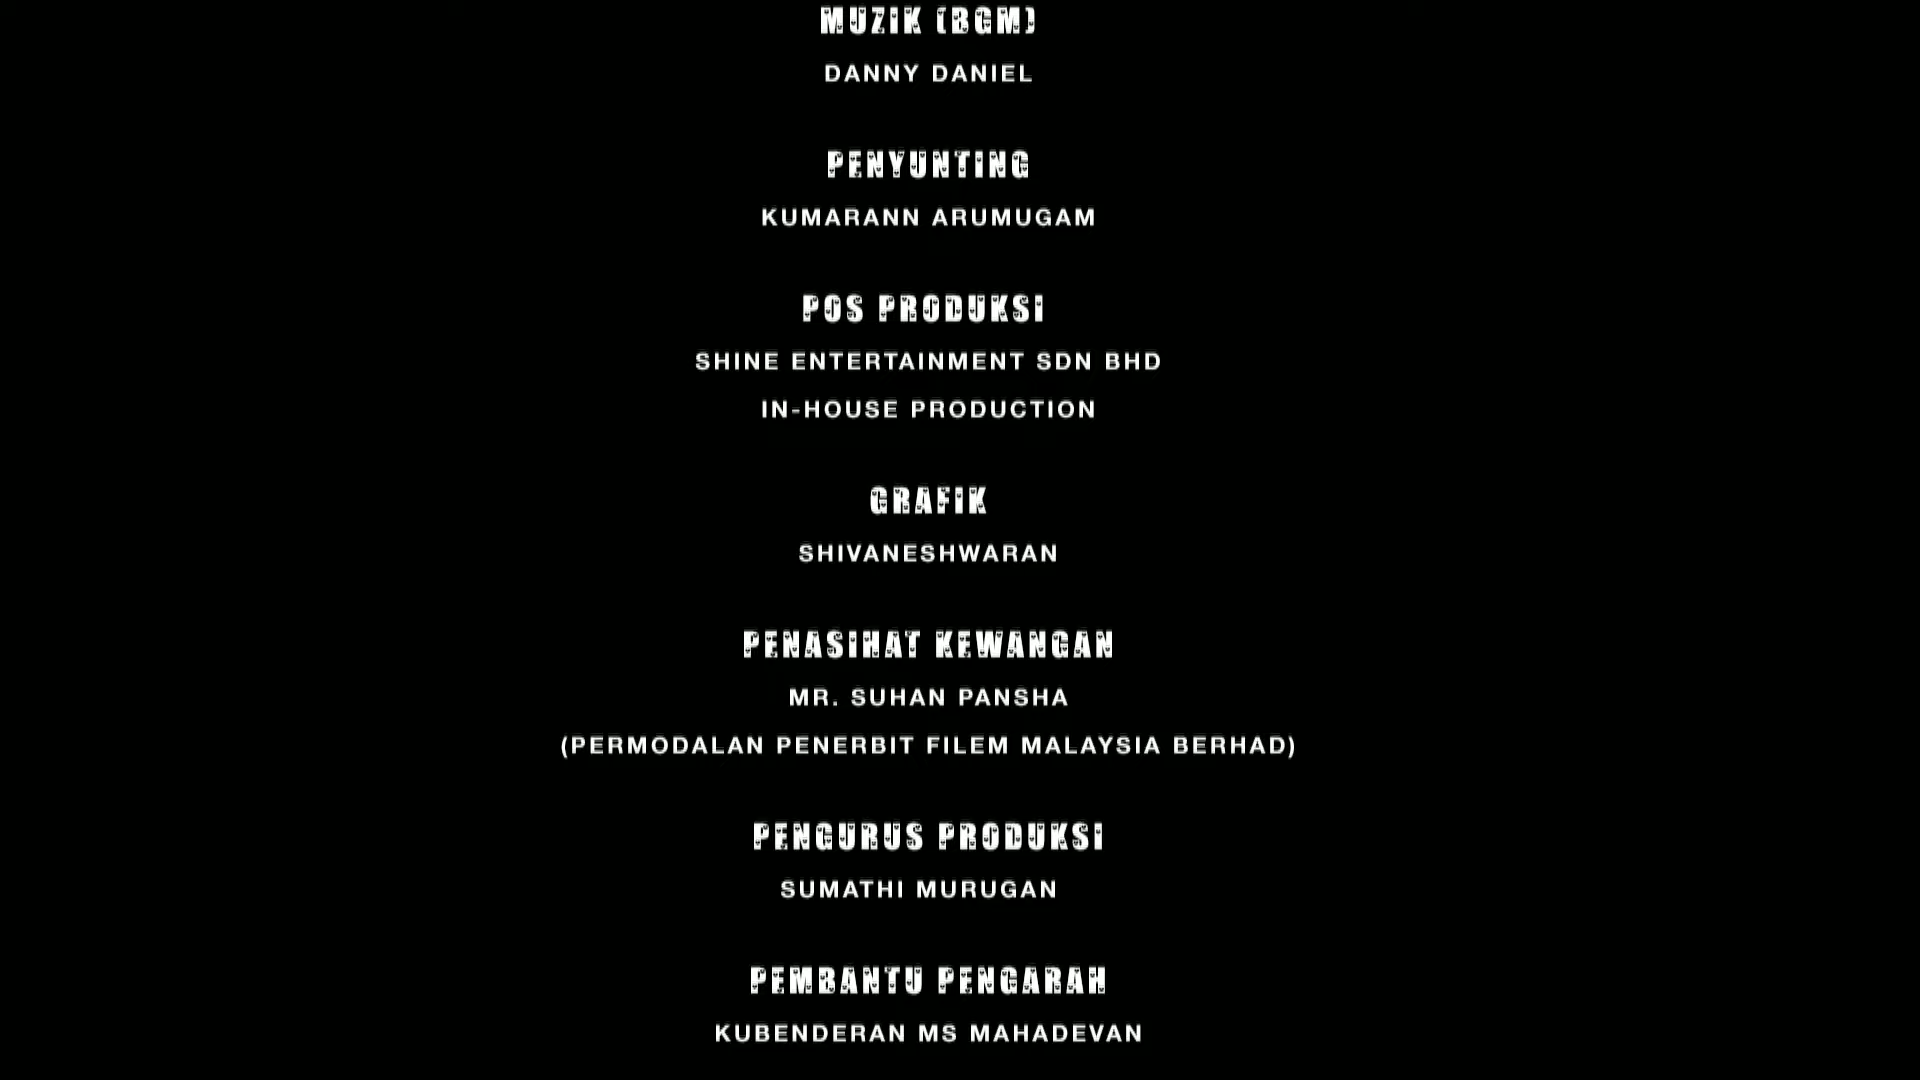 MUZIK (BGM)
DANNY DANIEL
PENYUNTING
KUMARANN ARUMUGAM
POS PRODUKSI
SHINE ENTERTAINMENT SDN BHD
IN-HOUSE PRODUCTION
GRAFIK
SHIVANESHWARAN
PENASIHAT KEWANGAN
MR. SUHAN PANSHA
(PERMODALAN PENERBIT FILEM MALAYSIA BERHAD)
PENGURUS PRODUKSI
SUMATHI MURUGAN
PEMBANTU PENGARAH
KUBENDERAN MS MAHADEVAN